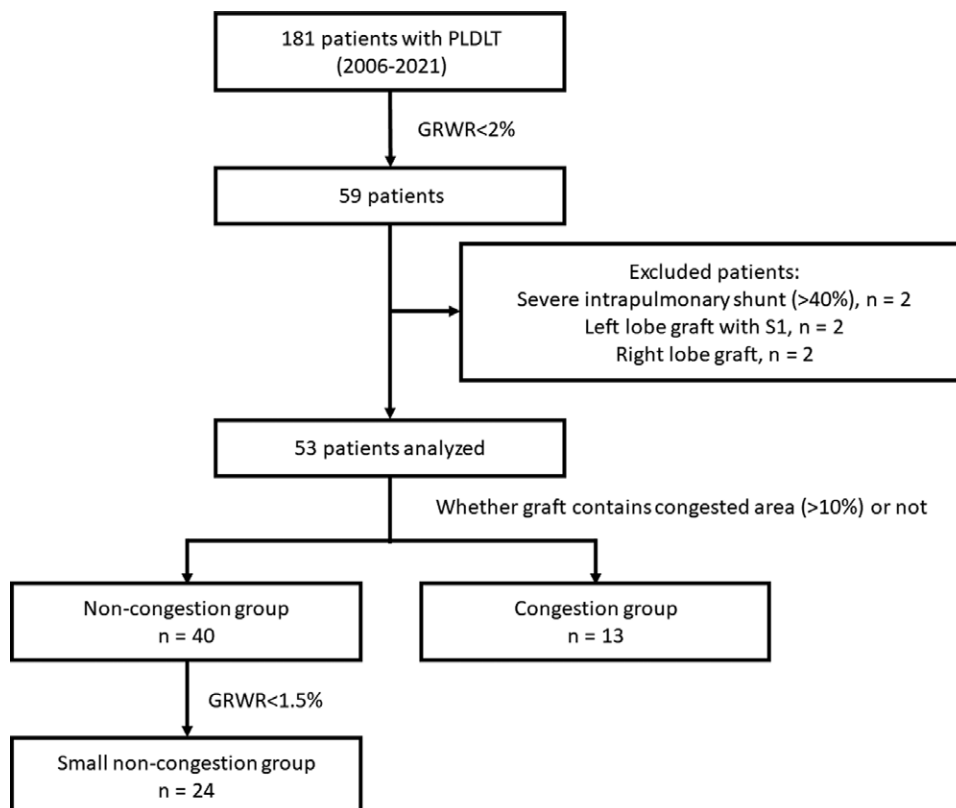 181 patients with PLDLT
(2006-2021)
GRWR<2%
59 patients
Excluded patients:
Severe intrapulmonary shunt (>40%), n = 2
Left lobe graft with S1, n = 2
Right lobe graft, n = 2
53 patients analyzed
Whether graft contains congested area (>10%) or not
Non-congestion group
n = 40
Congestion group
n = 13
GRWR<1.5%
Small non-congestion group
n = 24